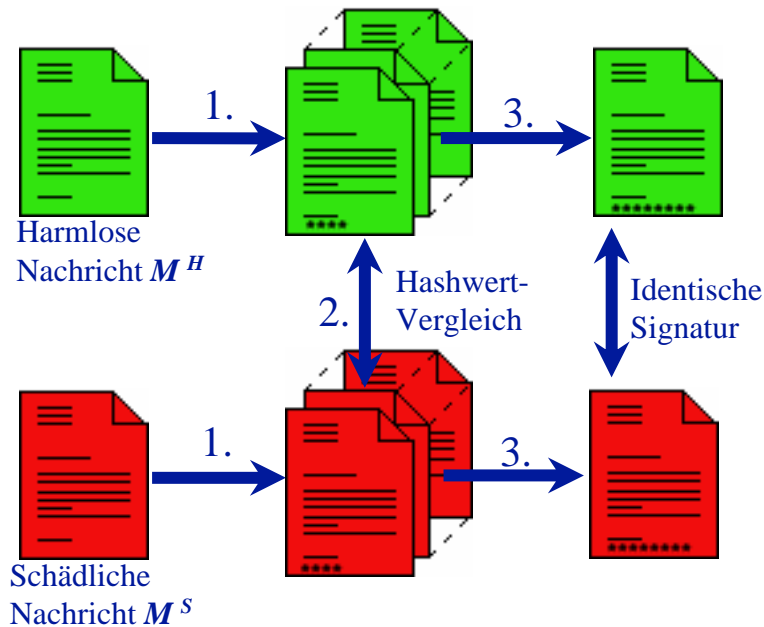 1.
3.
Harmlose
Nachricht M H
2.
Hashwert-
Vergleich
Identische
Signatur
1.
3.
Schädliche
Nachricht M S